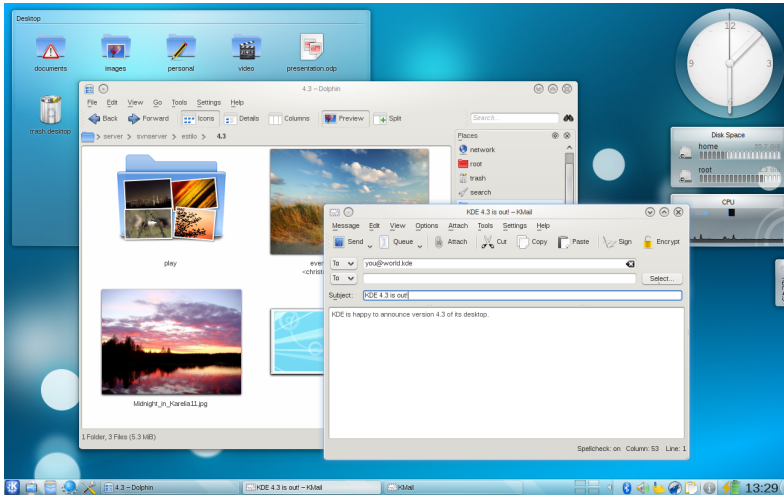 Desktop
documents
images
personal
video
presentation.odp
trash.desktop
4.3 – Dolphin
File Edit View Go Tools Settings Help
Back Forward Icons Details Columns Preview Split
Search...
server svnserver estilo 4.3
Places
network
root
trash
search
play
Midnight_in_Karelia11.jpg
1 Folder, 3 Files (5.3 MiB)
KDE 4.3 is out! – KMail
Message Edit View Options Attach Tools Settings Help
Send Queue Attach Cut Copy Paste Sign Encrypt
To you@world.kde
To Select...
Subject: KDE 4.3 is out!
KDE is happy to announce version 4.3 of its desktop.
Spellcheck: on Column: 53 Line: 1
12
9 3
6
Disk Space
home
root
CPU
4.3 – Dolphin
KDE 4.3 is out! – KMail
KMail
13:29